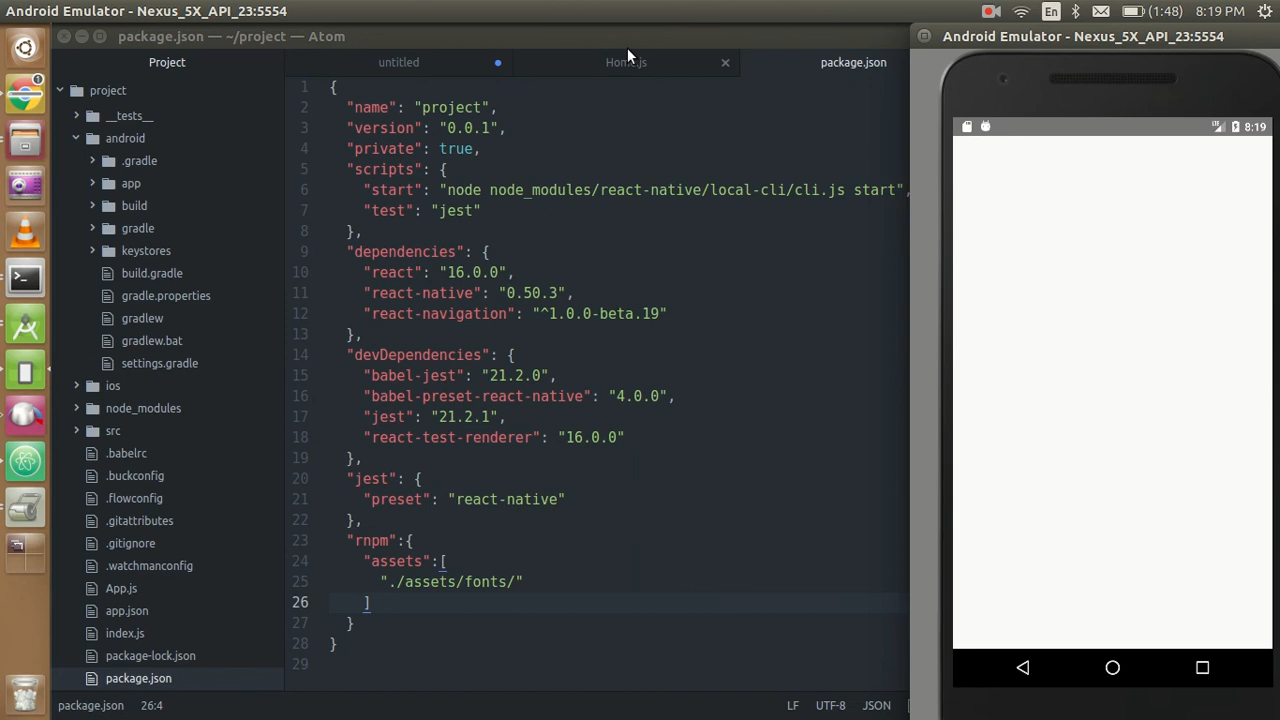 Android Emulator - Nexus_5X_API_23:5554
En
(1:48)
8:19 PM
package.json — ~/project — Atom
Android Emulator - Nexus_5X_API_23:5554
Project
untitled
Home.js
package.json
1
project
__tests__
android
.gradle
app
build
gradle
keystores
build.gradle
gradle.properties
gradlew
gradlew.bat
settings.gradle
ios
node_modules
src
.babelrc
.buckconfig
.flowconfig
.gitattributes
.gitignore
.watchmanconfig
App.js
app.json
index.js
package-lock.json
package.json
1 {
2 "name": "project",
3 "version": "0.0.1",
4 "private": true,
5 "scripts": {
6 "start": "node node_modules/react-native/local-cli/cli.js start",
7 "test": "jest"
8 },
9 "dependencies": {
10 "react": "16.0.0",
11 "react-native": "0.50.3",
12 "react-navigation": "^1.0.0-beta.19"
13 },
14 "devDependencies": {
15 "babel-jest": "21.2.0",
16 "babel-preset-react-native": "4.0.0",
17 "jest": "21.2.1",
18 "react-test-renderer": "16.0.0"
19 },
20 "jest": {
21 "preset": "react-native"
22 },
23 "rnpm":{
24 "assets":[
25 "./assets/fonts/"
26 ]
27 }
28 }
29
8:19
package.json 26:4
LF
UTF-8
JSON